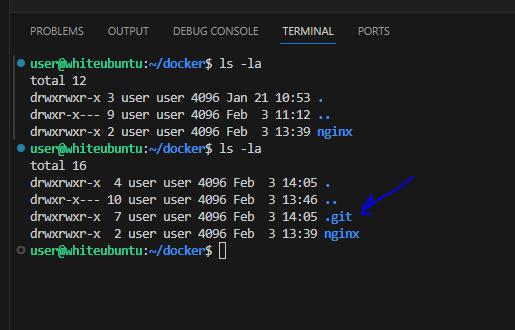 PROBLEMS OUTPUT DEBUG CONSOLE TERMINAL PORTS
user@whiteubuntu:~/docker$ ls -la
total 12
drwxrwxr-x 3 user user 4096 Jan 21 10:53 .
drwxr-x--- 9 user user 4096 Feb  3 11:12 ..
drwxrwxr-x 2 user user 4096 Feb  3 13:39 nginx
user@whiteubuntu:~/docker$ ls -la
total 16
drwxrwxr-x  4 user user 4096 Feb  3 14:05 .
drwxr-x--- 10 user user 4096 Feb  3 13:46 ..
drwxrwxr-x  7 user user 4096 Feb  3 14:05 .git
drwxrwxr-x  2 user user 4096 Feb  3 13:39 nginx
user@whiteubuntu:~/docker$